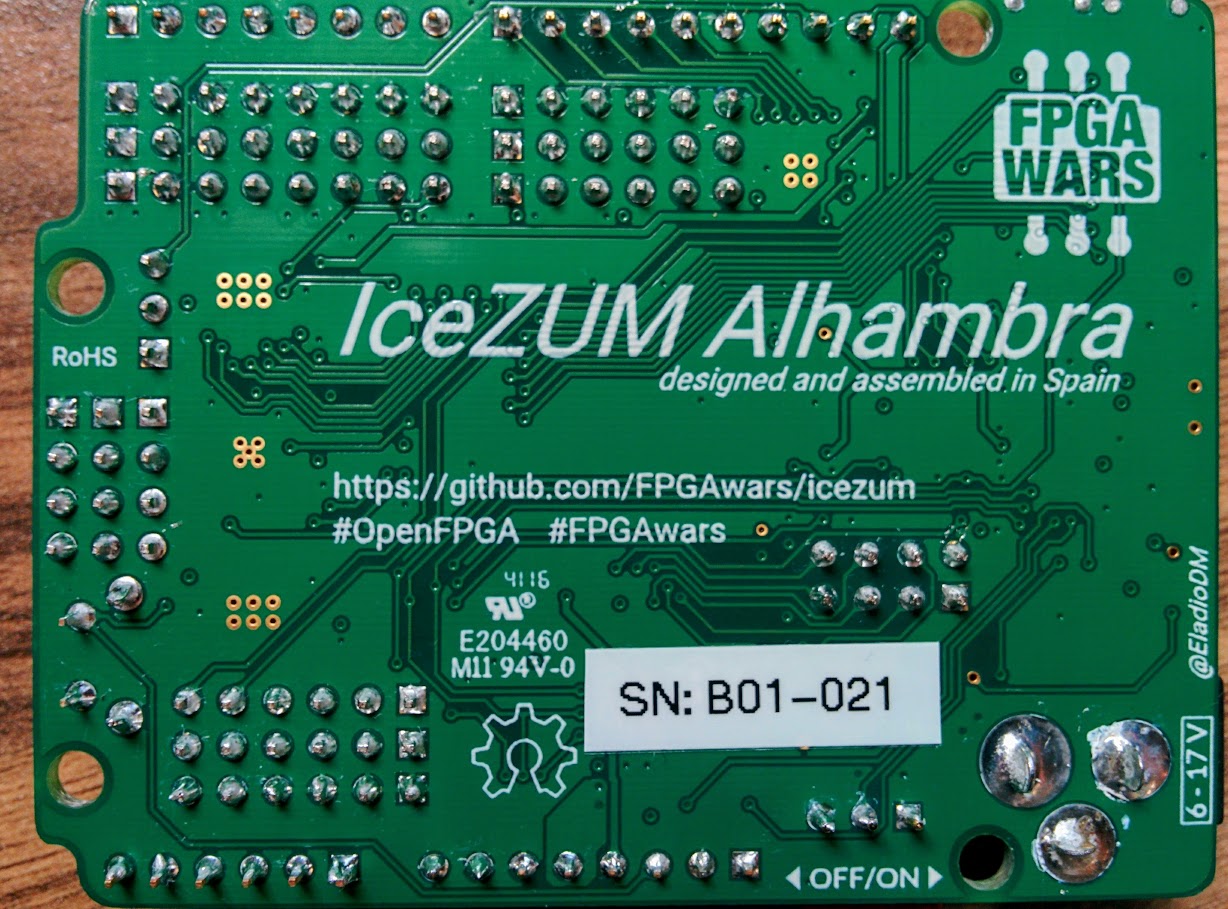 FPGA
WARS
IceZUM Alhambra
designed and assembled in Spain
RoHS
https://github.com/FPGAwars/icezum
#OpenFPGA #FPGAwars
4116
E204460
M11 94V-0
SN: B01-021
@EladioDM
6-17V
OFF/ON